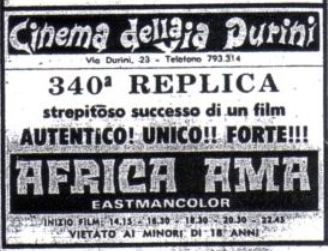 Cinema della via Durini
Via Durini, 23 - Telefono 793.314
340ª REPLICA
strepitoso successo di un film
AUTENTICO! UNICO!! FORTE!!!
AFRICA AMA
EASTMANCOLOR
INIZIO FILM: 14.15 - 16.30 - 18.30 - 20.30 - 22.45
VIETATO AI MINORI DI 18 ANNI